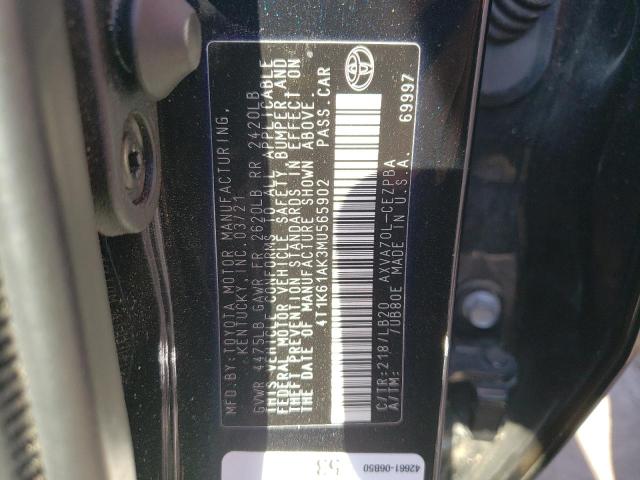 MFD.BY:TOYOTA MOTOR MANUFACTURING,
KENTUCKY, INC. 03/21
GVWR 4475LB GAWR FR 2620LB RR 2420LB
THIS VEHICLE CONFORMS TO ALL APPLICABLE
FEDERAL MOTOR VEHICLE SAFETY, BUMPER AND
THEFT PREVENTION STANDARDS IN EFFECT ON
THE DATE OF MANUFACTURE SHOWN ABOVE.
4T1K61AK3MU565902 PASS.CAR
C/TR:218/LB20 AXVA70L-CEZPBA
A/TM: /UB80E MADE IN U.S.A.
69997
53
42661-06B50